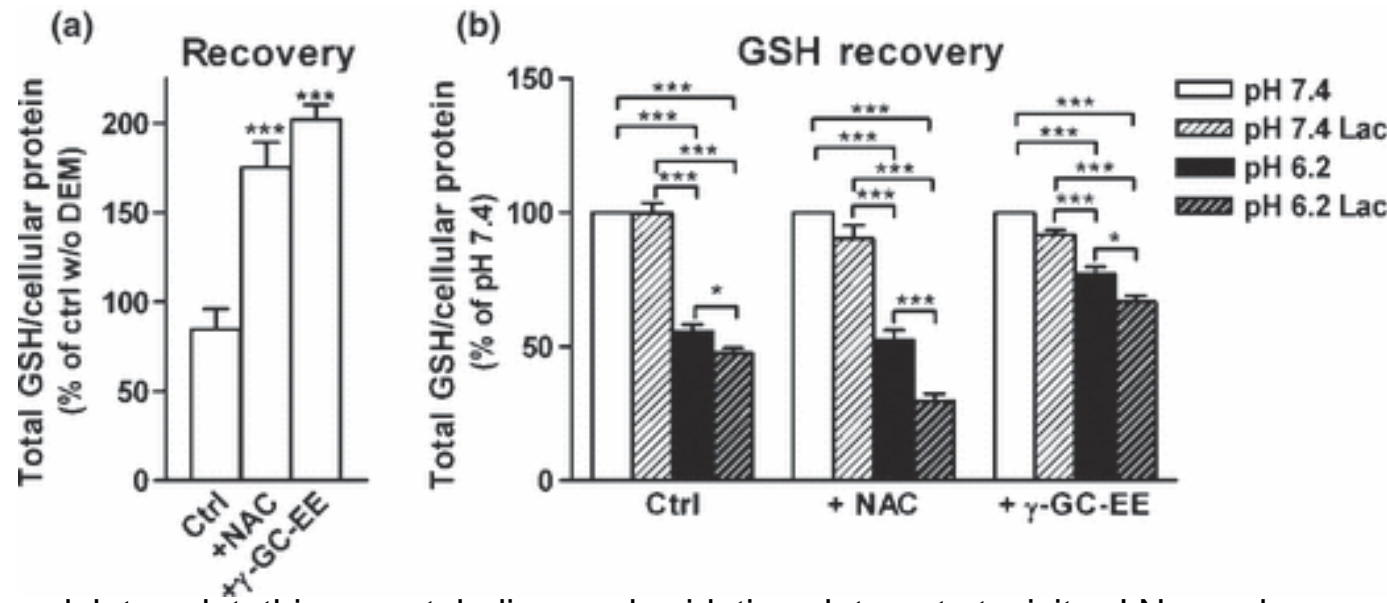 (a)
Recovery
Total GSH/cellular protein
(% of ctrl w/o DEM)
200
150
100
50
0
***
***
Ctrl
+NAC
+γ-GC-EE
(b)
GSH recovery
Total GSH/cellular protein
(% of pH 7.4)
150
100
50
0
***
***
***
***
*
***
***
***
***
***
***
***
***
***
*
Ctrl
+ NAC
+ γ-GC-EE
pH 7.4
pH 7.4 Lac
pH 6.2
pH 6.2 Lac